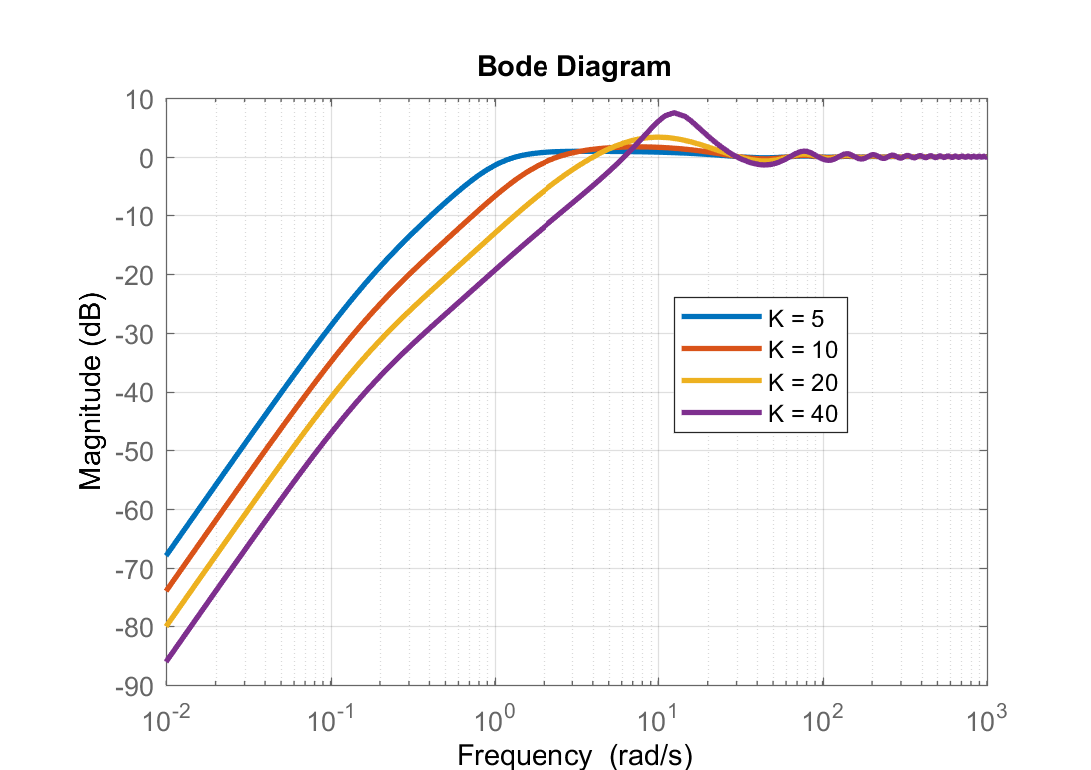 Bode Diagram
Magnitude (dB)
10
0
-10
-20
-30
-40
-50
-60
-70
-80
-90
K = 5
K = 10
K = 20
K = 40
10-2 10-1 100 101 102 103
Frequency (rad/s)